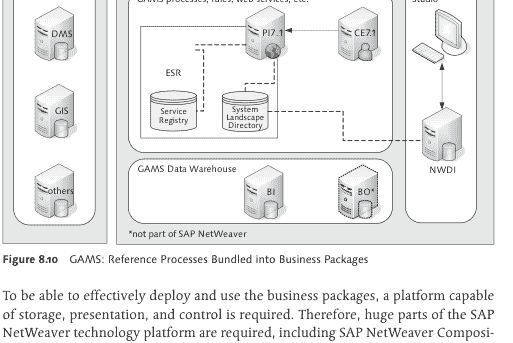 GAMS processes, rules, web services, etc.
Studio
DMS
PI7.1
CE7.1
ESR
GIS
Service
Registry
System
Landscape
Directory
NWDI
GAMS Data Warehouse
others
BI
BO*
*not part of SAP NetWeaver
Figure 8.10 GAMS: Reference Processes Bundled into Business Packages
To be able to effectively deploy and use the business packages, a platform capable
of storage, presentation, and control is required. Therefore, huge parts of the SAP
NetWeaver technology platform are required, including SAP NetWeaver Composi-